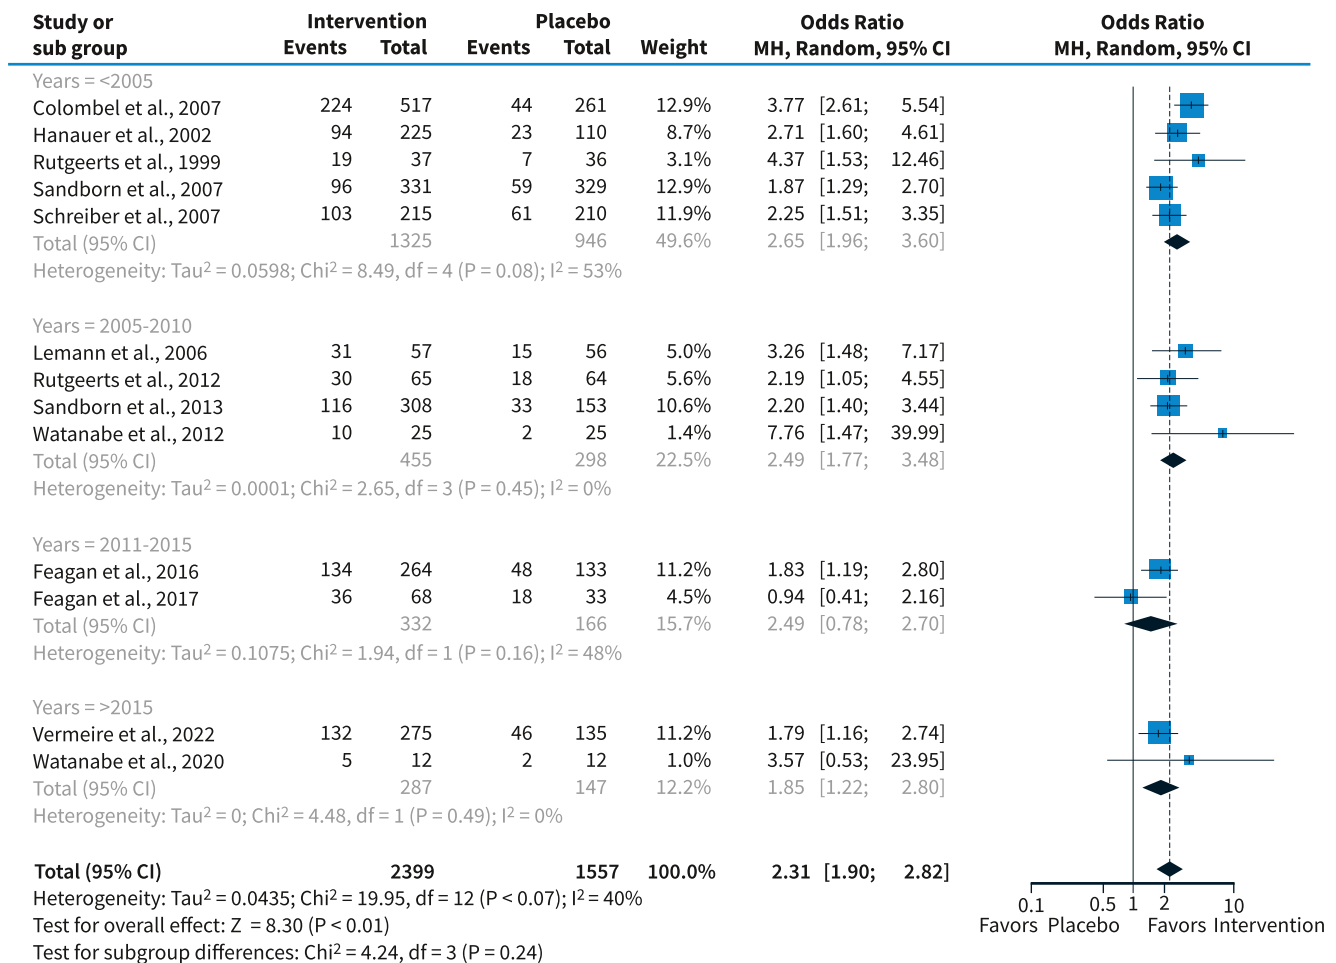 Study or Intervention Placebo Odds Ratio Odds Ratio
sub group Events Total Events Total Weight MH, Random, 95% CI MH, Random, 95% CI
Years = <2005
Colombel et al., 2007 224 517 44 261 12.9% 3.77 [2.61; 5.54]
Hanauer et al., 2002 94 225 23 110 8.7% 2.71 [1.60; 4.61]
Rutgeerts et al., 1999 19 37 7 36 3.1% 4.37 [1.53; 12.46]
Sandborn et al., 2007 96 331 59 329 12.9% 1.87 [1.29; 2.70]
Schreiber et al., 2007 103 215 61 210 11.9% 2.25 [1.51; 3.35]
Total (95% CI) 1325 946 49.6% 2.65 [1.96; 3.60]
Heterogeneity: Tau² = 0.0598; Chi² = 8.49, df = 4 (P = 0.08); I² = 53%
Years = 2005-2010
Lemann et al., 2006 31 57 15 56 5.0% 3.26 [1.48; 7.17]
Rutgeerts et al., 2012 30 65 18 64 5.6% 2.19 [1.05; 4.55]
Sandborn et al., 2013 116 308 33 153 10.6% 2.20 [1.40; 3.44]
Watanabe et al., 2012 10 25 2 25 1.4% 7.76 [1.47; 39.99]
Total (95% CI) 455 298 22.5% 2.49 [1.77; 3.48]
Heterogeneity: Tau² = 0.0001; Chi² = 2.65, df = 3 (P = 0.45); I² = 0%
Years = 2011-2015
Feagan et al., 2016 134 264 48 133 11.2% 1.83 [1.19; 2.80]
Feagan et al., 2017 36 68 18 33 4.5% 0.94 [0.41; 2.16]
Total (95% CI) 332 166 15.7% 2.49 [0.78; 2.70]
Heterogeneity: Tau² = 0.1075; Chi² = 1.94, df = 1 (P = 0.16); I² = 48%
Years = >2015
Vermeire et al., 2022 132 275 46 135 11.2% 1.79 [1.16; 2.74]
Watanabe et al., 2020 5 12 2 12 1.0% 3.57 [0.53; 23.95]
Total (95% CI) 287 147 12.2% 1.85 [1.22; 2.80]
Heterogeneity: Tau² = 0; Chi² = 4.48, df = 1 (P = 0.49); I² = 0%
Total (95% CI) 2399 1557 100.0% 2.31 [1.90; 2.82]
Heterogeneity: Tau² = 0.0435; Chi² = 19.95, df = 12 (P < 0.07); I² = 40%
Test for overall effect: Z = 8.30 (P < 0.01)
Test for subgroup differences: Chi² = 4.24, df = 3 (P = 0.24)
0.1 0.5 1 2 10
Favors Placebo Favors Intervention